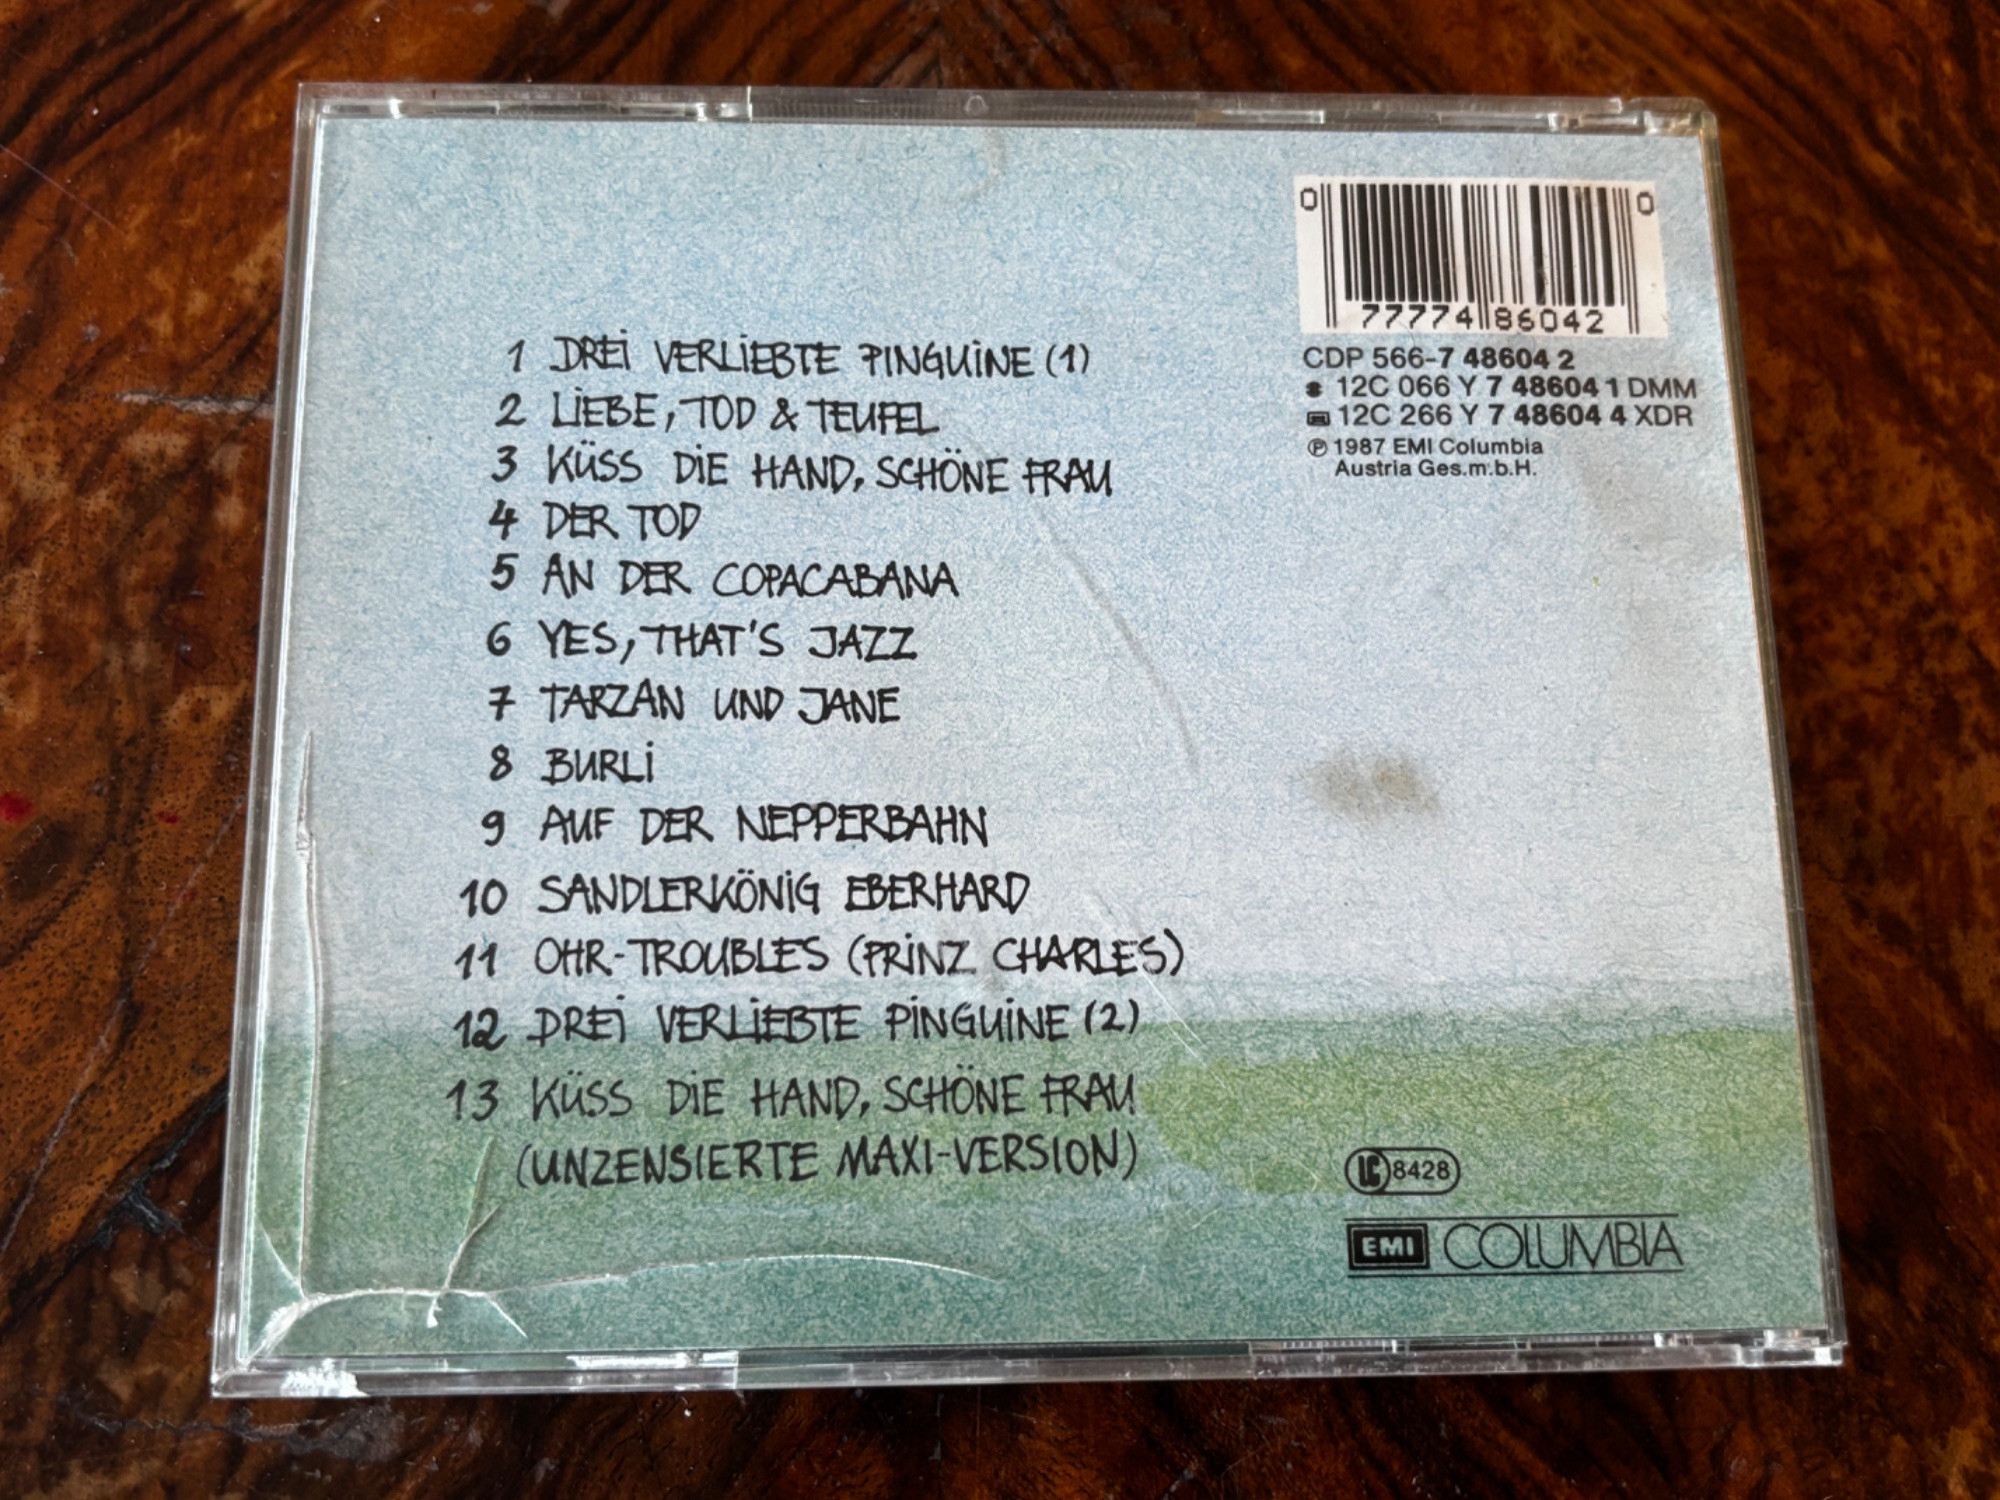 1 DREI VERLIEBTE PINGUINE (1)
2 LIEBE, TOD & TEUFEL
3 KÜSS DIE HAND, SCHÖNE FRAU
4 DER TOD
5 AN DER COPACABANA
6 YES, THAT'S JAZZ
7 TARZAN UND JANE
8 BURLI
9 AUF DER NEPPERBAHN
10 SANDLERKÖNIG EBERHARD
11 OHR-TROUBLES (PRINZ CHARLES)
12 DREI VERLIEBTE PINGUINE (2)
13 KÜSS DIE HAND, SCHÖNE FRAU
(UNZENSIERTE MAXI-VERSION)
0 77774 86042 0
CDP 566-7 48604 2
12C 066 Y 7 48604 1 DMM
12C 266 Y 7 48604 4 XDR
℗ 1987 EMI Columbia
Austria Ges.m.b.H.
LC 8428
EMI COLUMBIA